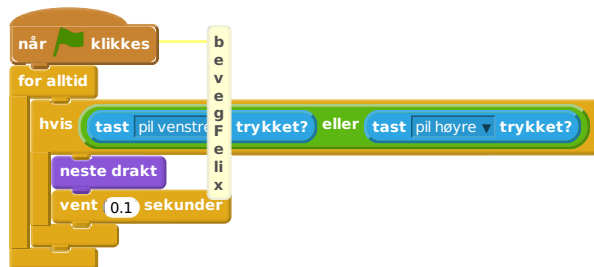 når klikkes
for alltid
hvis tast pil venstre trykket? eller tast pil høyre trykket?
neste drakt
vent 0.1 sekunder
b
e
v
e
g
F
e
li
x